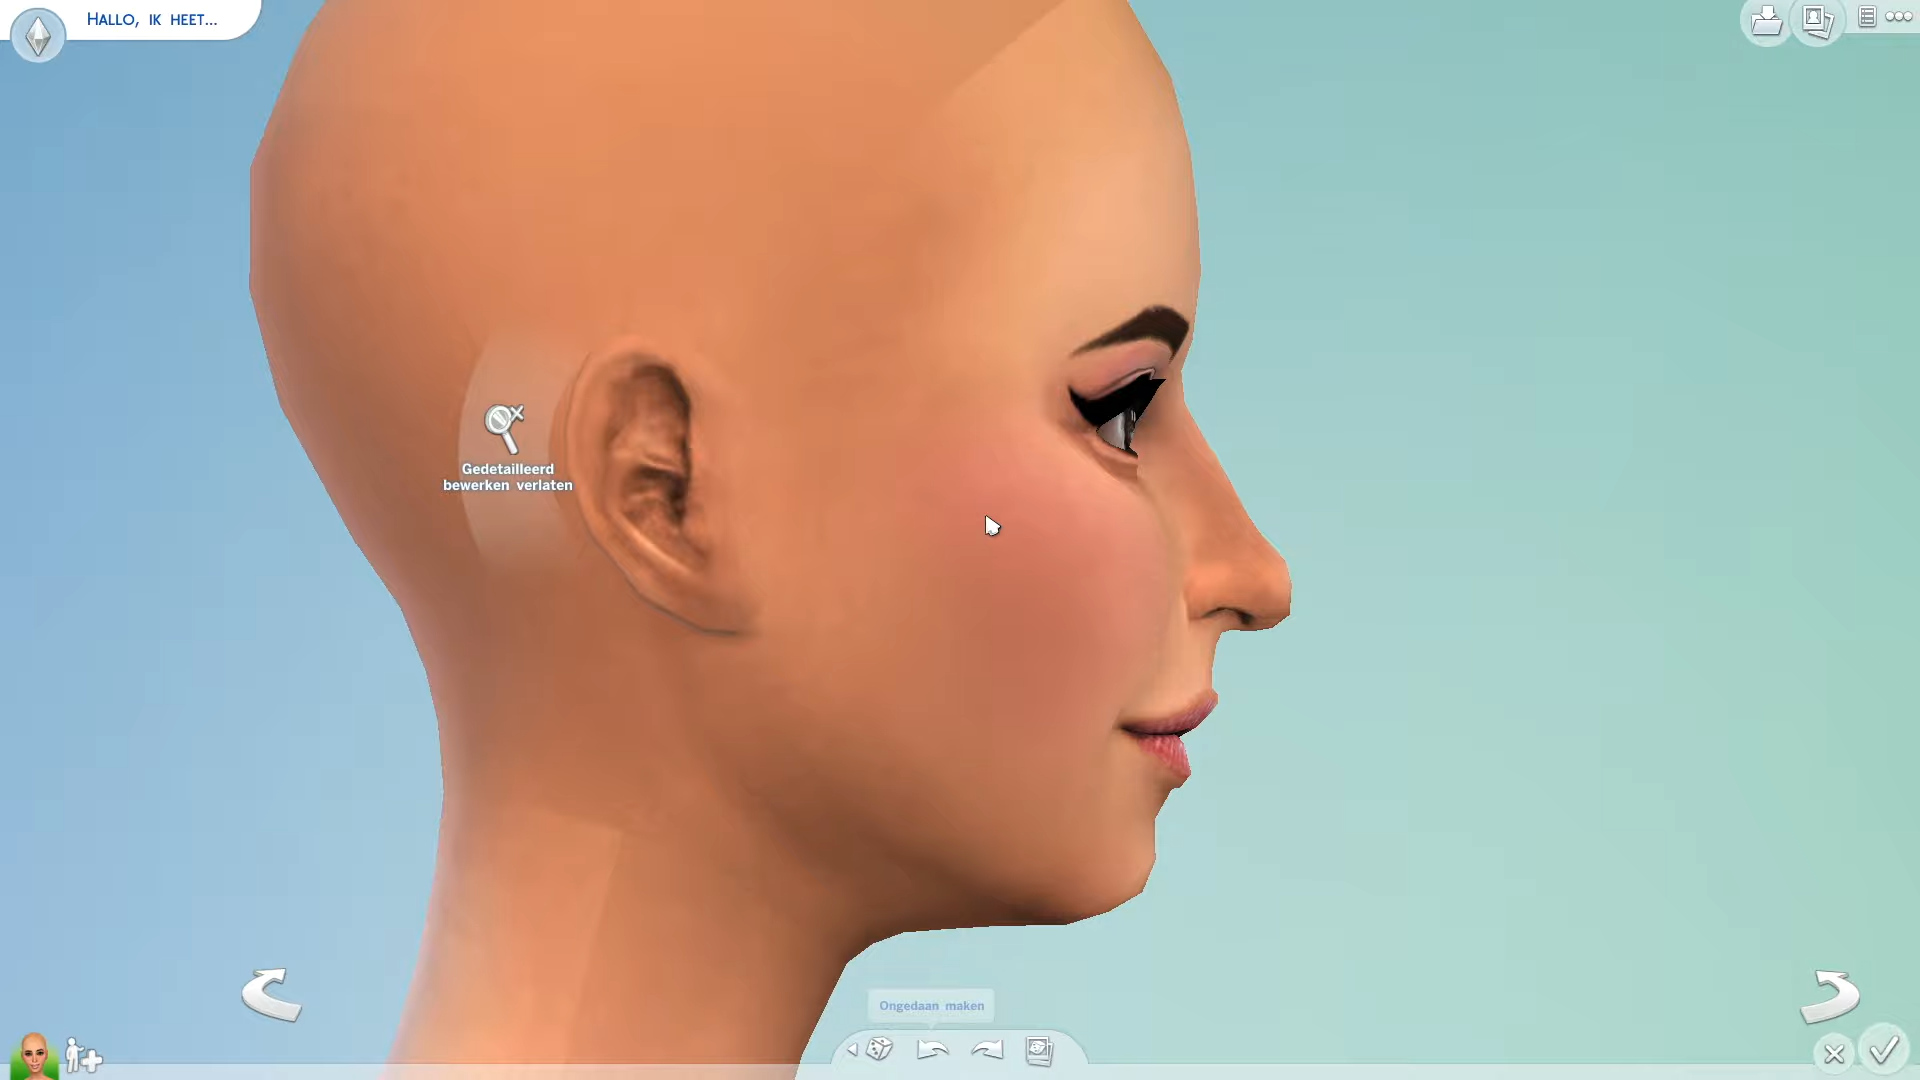 Hallo, ik heet...
Gedetailleerd
bewerken verlaten
Ongedaan maken